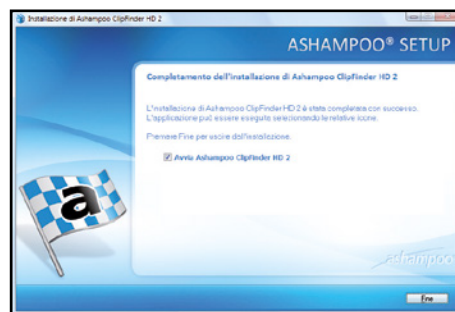 Installazione di Ashampoo ClipFinder HD 2
ASHAMPOO® SETUP
Completamento dell'installazione di Ashampoo ClipFinder HD 2
L'installazione di Ashampoo ClipFinder HD 2 è stata completata con successo.
L'applicazione può essere eseguita selezionando le relative icone.
Premere Fine per uscire dall'installazione.
Avvia Ashampoo ClipFinder HD 2
a
ashampoo
Fine